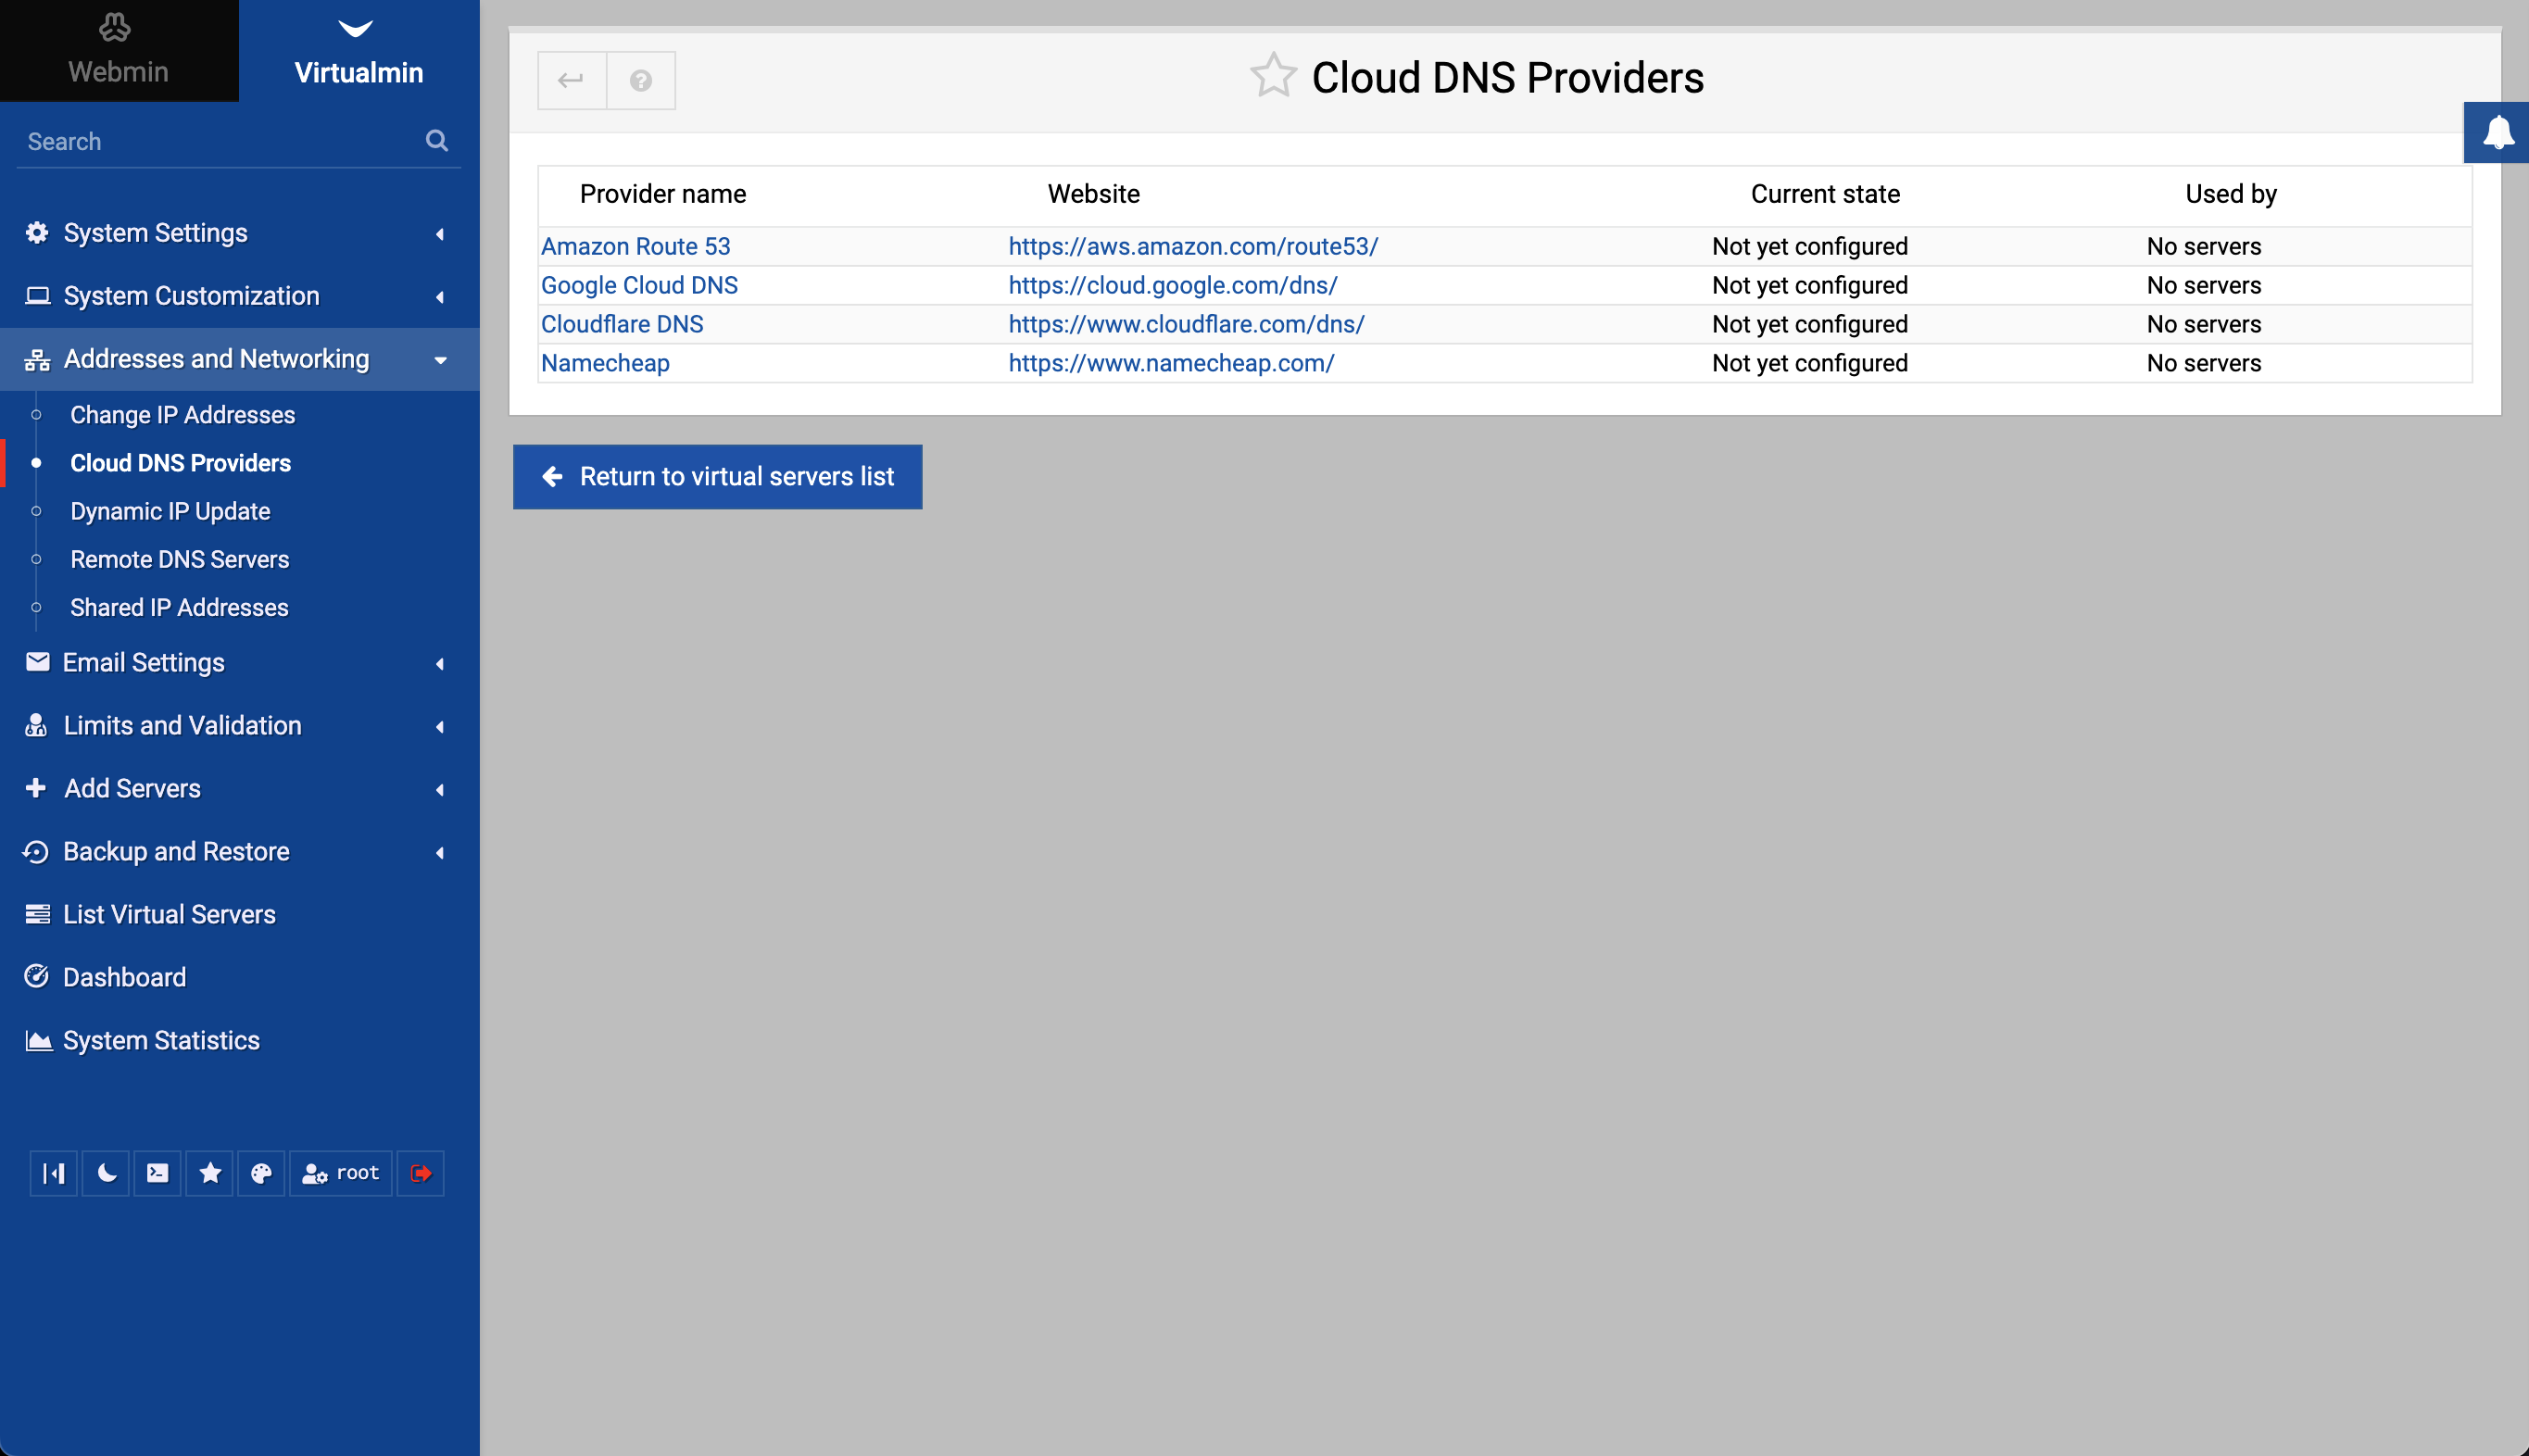 Webmin
Virtualmin
Search
System Settings
System Customization
Addresses and Networking
Change IP Addresses
Cloud DNS Providers
Dynamic IP Update
Remote DNS Servers
Shared IP Addresses
Email Settings
Limits and Validation
Add Servers
Backup and Restore
List Virtual Servers
Dashboard
System Statistics
root
Cloud DNS Providers
Provider name Website Current state Used by
Amazon Route 53 https://aws.amazon.com/route53/ Not yet configured No servers
Google Cloud DNS https://cloud.google.com/dns/ Not yet configured No servers
Cloudflare DNS https://www.cloudflare.com/dns/ Not yet configured No servers
Namecheap https://www.namecheap.com/ Not yet configured No servers
Return to virtual servers list